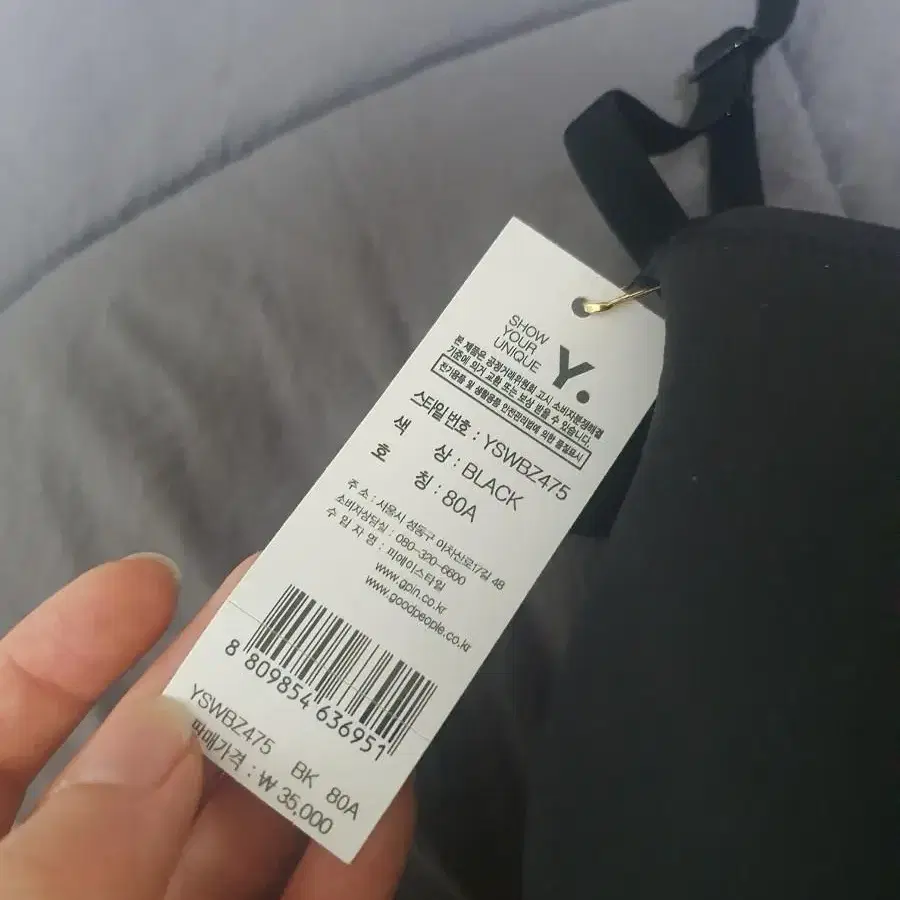 SHOW
YOUR
UNIQUE
Y.
본 제품은 공정거래위원회 고시 소비자분쟁해결
기준에 의거 교환 또는 보상 받을 수 있습니다.
전기용품 및 생활용품 안전관리법에 의한 품질표시
스타일번호 : YSWBZ475
색 상 : BLACK
호 칭 : 80A
주 소 : 서울시 성동구 아차산로17길 48
소비자상담실 : 080-320-6600
수 입 자 명 : 피에이스타일
www.gpin.co.kr
www.goodpeople.co.kr
8 809854 636951
YSWBZ475 BK 80A
판매가격 : ₩ 35,000